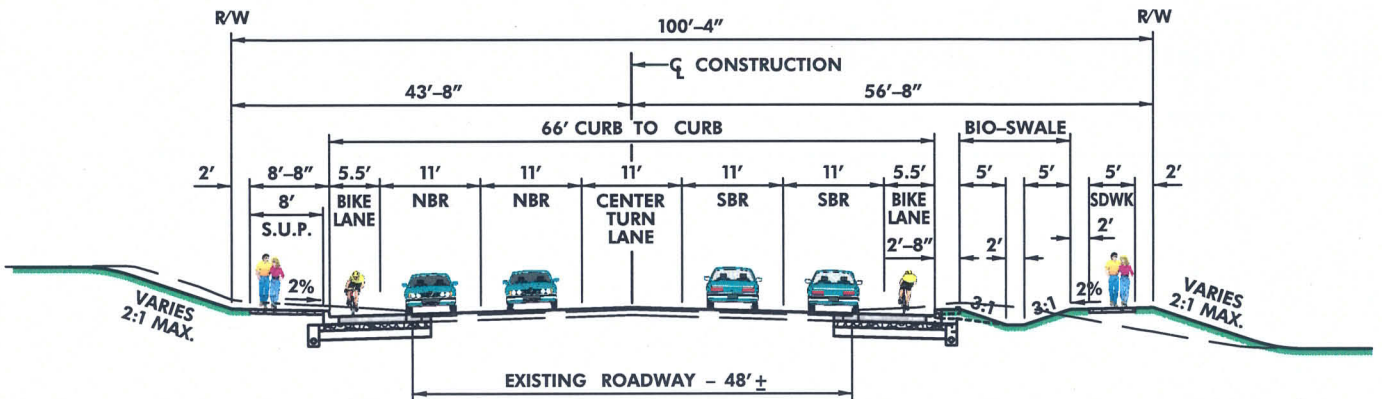 R/W
R/W
100'–4"
℄ CONSTRUCTION
43'–8"
56'–8"
66' CURB TO CURB
BIO–SWALE
2'
8'–8"
5.5'
11'
11'
11'
11'
11'
5.5'
5'
5'
5'
2'
BIKE
LANE
NBR
NBR
CENTER
TURN
LANE
SBR
SBR
BIKE
LANE
SDWK
8'
S.U.P.
2'–8"
2'
2'
2%
2%
3:1
3:1
VARIES
2:1 MAX.
VARIES
2:1 MAX.
EXISTING ROADWAY – 48' ±